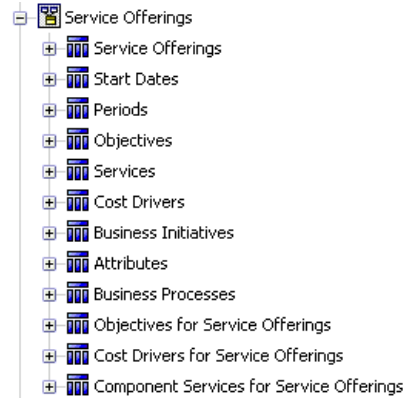 Service Offerings
Service Offerings
Start Dates
Periods
Objectives
Services
Cost Drivers
Business Initiatives
Attributes
Business Processes
Objectives for Service Offerings
Cost Drivers for Service Offerings
Component Services for Service Offerings